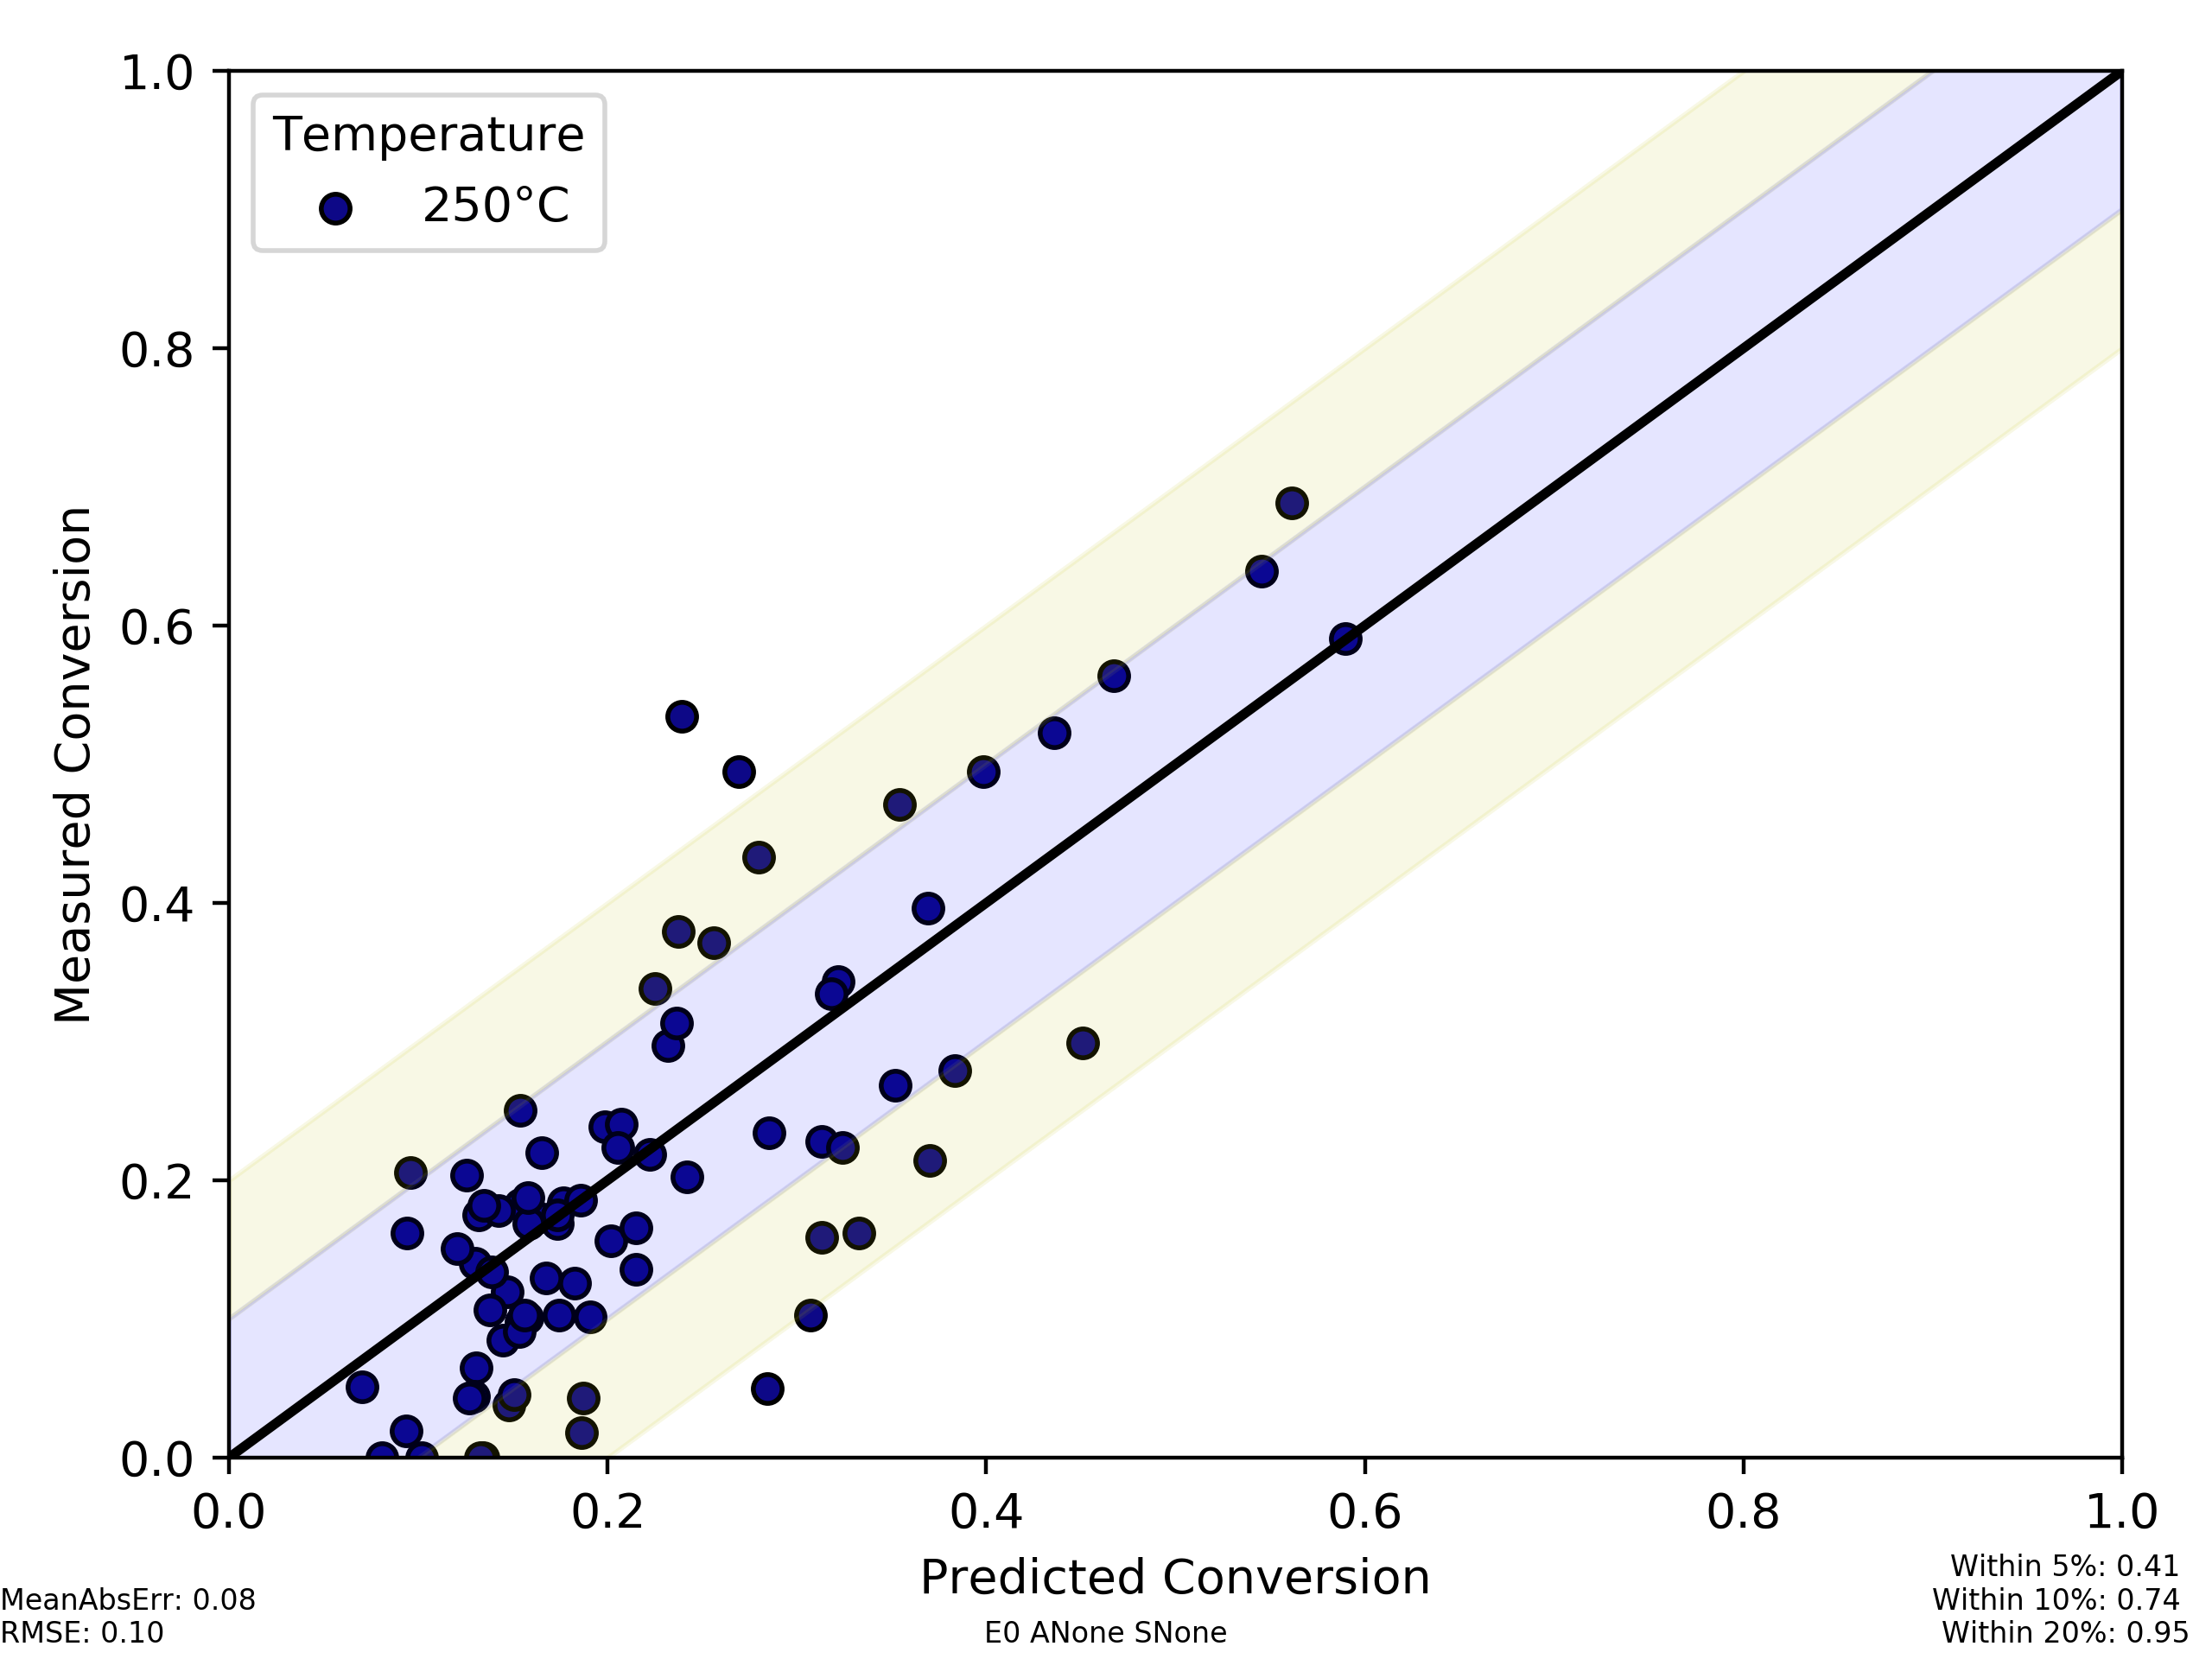 1.0
Temperature
250°C
0.8
0.6
0.4
0.2
0.0
Measured Conversion
0.0 0.2 0.4 0.6 0.8 1.0
Predicted Conversion
MeanAbsErr: 0.08
RMSE: 0.10
E0 ANone SNone
Within 5%: 0.41
Within 10%: 0.74
Within 20%: 0.95